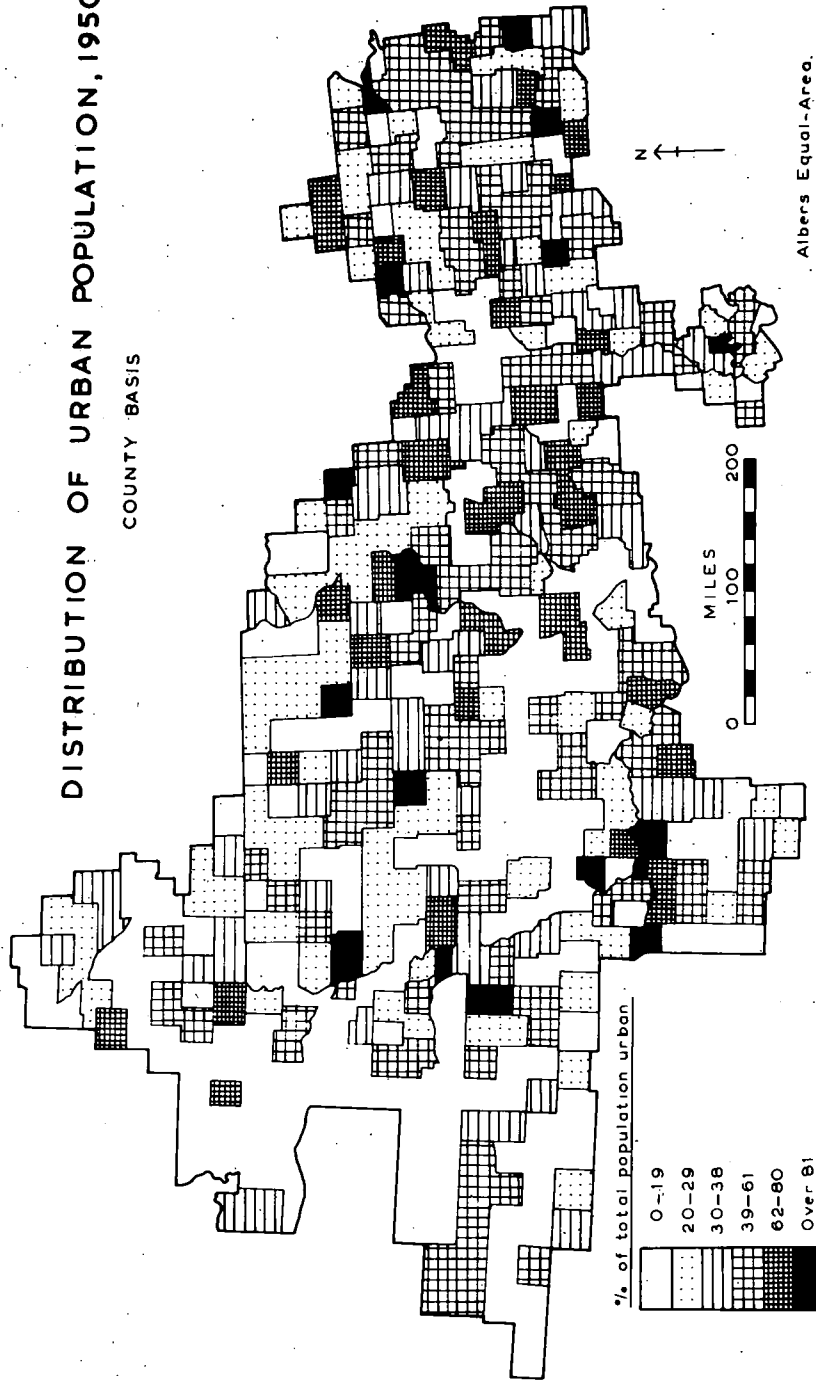 DISTRIBUTION OF URBAN POPULATION, 1950
COUNTY BASIS
N
Albers Equal-Area.
MILES
0 100 200
% of total population urban
0-19
20-29
30-38
39-61
62-80
Over 81